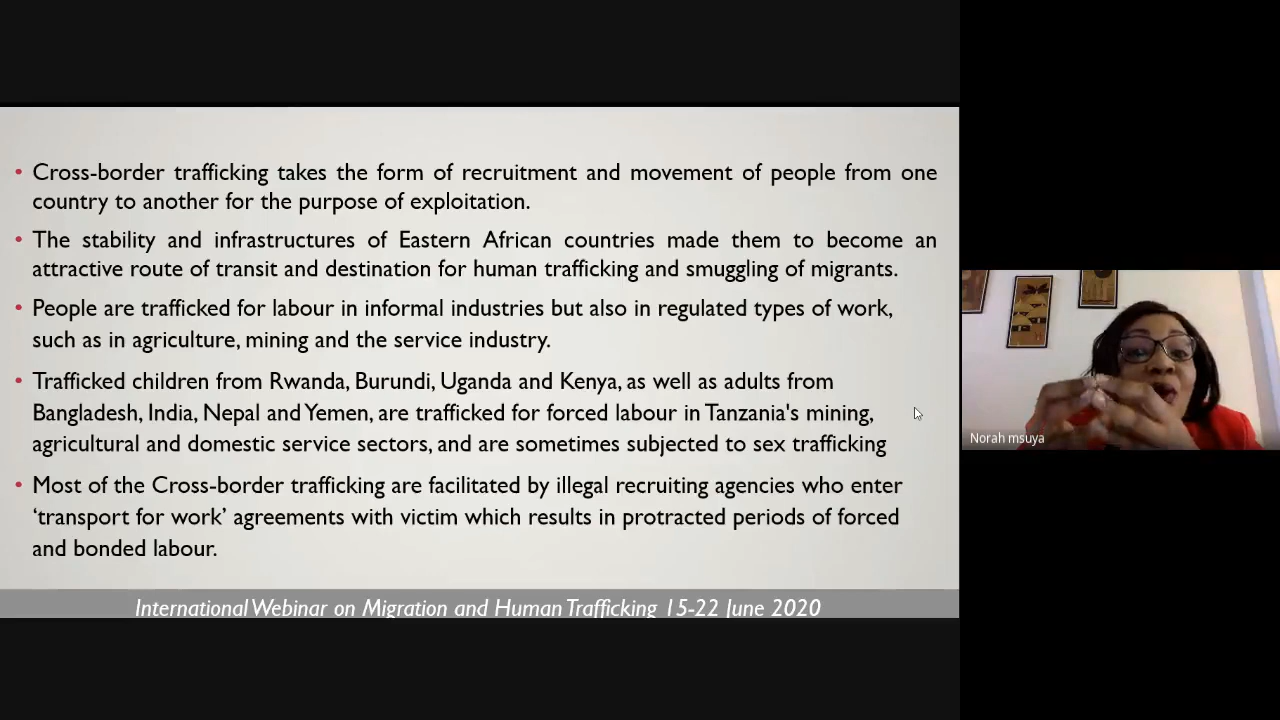 • Cross-border trafficking takes the form of recruitment and movement of people from one
country to another for the purpose of exploitation.
• The stability and infrastructures of Eastern African countries made them to become an
attractive route of transit and destination for human trafficking and smuggling of migrants.
• People are trafficked for labour in informal industries but also in regulated types of work,
such as in agriculture, mining and the service industry.
• Trafficked children from Rwanda, Burundi, Uganda and Kenya, as well as adults from
Bangladesh, India, Nepal and Yemen, are trafficked for forced labour in Tanzania's mining,
agricultural and domestic service sectors, and are sometimes subjected to sex trafficking
• Most of the Cross-border trafficking are facilitated by illegal recruiting agencies who enter
‘transport for work’ agreements with victim which results in protracted periods of forced
and bonded labour.
International Webinar on Migration and Human Trafficking 15-22 June 2020
Norah msuya